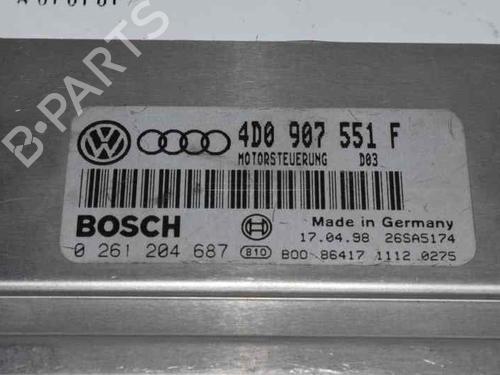 4D0 907 551 F
MOTORSTEUERUNG D03
BOSCH
Made in Germany
0 261 204 687
B10
17.04.98 26SA5174
B00 86417 1112 0275